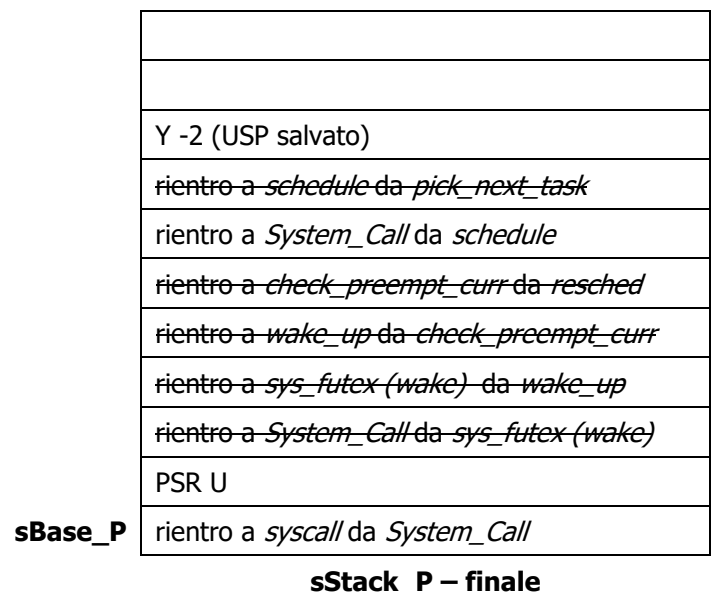 Y -2 (USP salvato)
rientro a schedule da pick_next_task
rientro a System_Call da schedule
rientro a check_preempt_curr da resched
rientro a wake_up da check_preempt_curr
rientro a sys_futex (wake) da wake_up
rientro a System_Call da sys_futex (wake)
PSR U
sBase_P rientro a syscall da System_Call
sStack_P – finale